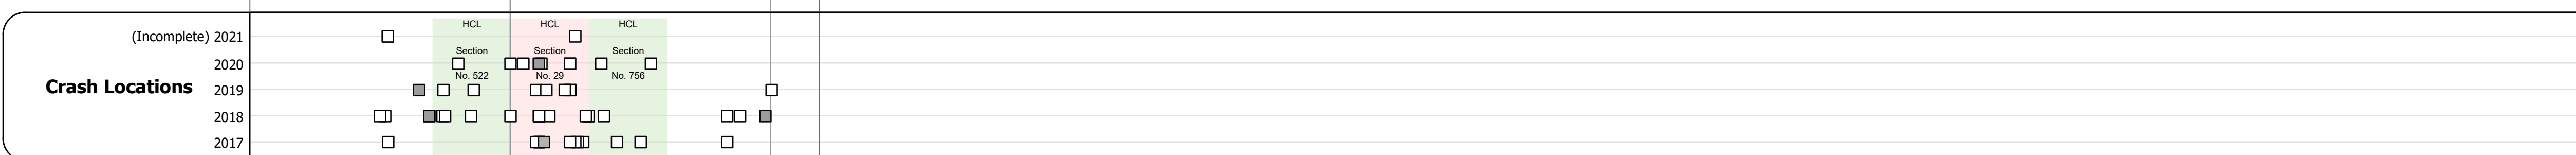 HCL HCL HCL
(Incomplete) 2021
Section Section Section
2020
No. 522 No. 29 No. 756
Crash Locations
2019
2018
2017